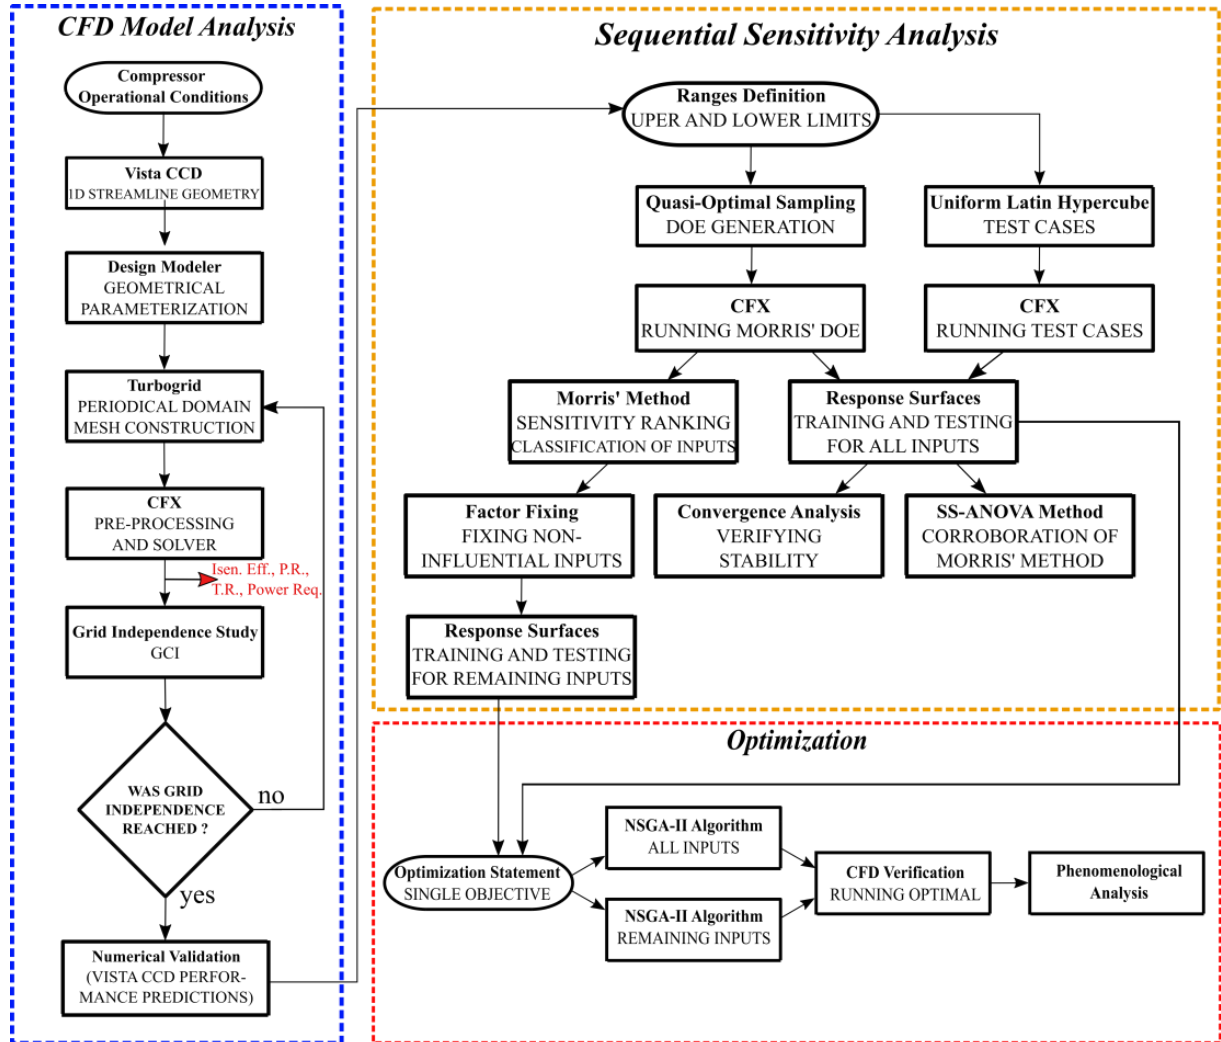 CFD Model Analysis
Compressor
Operational Conditions
Vista CCD
1D STREAMLINE GEOMETRY
Design Modeler
GEOMETRICAL
PARAMETERIZATION
Turbogrid
PERIODICAL DOMAIN
MESH CONSTRUCTION
CFX
PRE-PROCESSING
AND SOLVER
Isen. Eff., P.R.,
T.R., Power Req.
Grid Independence Study
GCI
WAS GRID
INDEPENDENCE
REACHED ?
no
yes
Numerical Validation
(VISTA CCD PERFOR-
MANCE PREDICTIONS)
Sequential Sensitivity Analysis
Ranges Definition
UPER AND LOWER LIMITS
Quasi-Optimal Sampling
DOE GENERATION
Uniform Latin Hypercube
TEST CASES
CFX
RUNNING MORRIS' DOE
CFX
RUNNING TEST CASES
Morris' Method
SENSITIVITY RANKING
CLASSIFICATION OF INPUTS
Response Surfaces
TRAINING AND TESTING
FOR ALL INPUTS
Factor Fixing
FIXING NON-
INFLUENTIAL INPUTS
Convergence Analysis
VERIFYING
STABILITY
SS-ANOVA Method
CORROBORATION OF
MORRIS' METHOD
Response Surfaces
TRAINING AND TESTING
FOR REMAINING INPUTS
Optimization
Optimization Statement
SINGLE OBJECTIVE
NSGA-II Algorithm
ALL INPUTS
NSGA-II Algorithm
REMAINING INPUTS
CFD Verification
RUNNING OPTIMAL
Phenomenological
Analysis